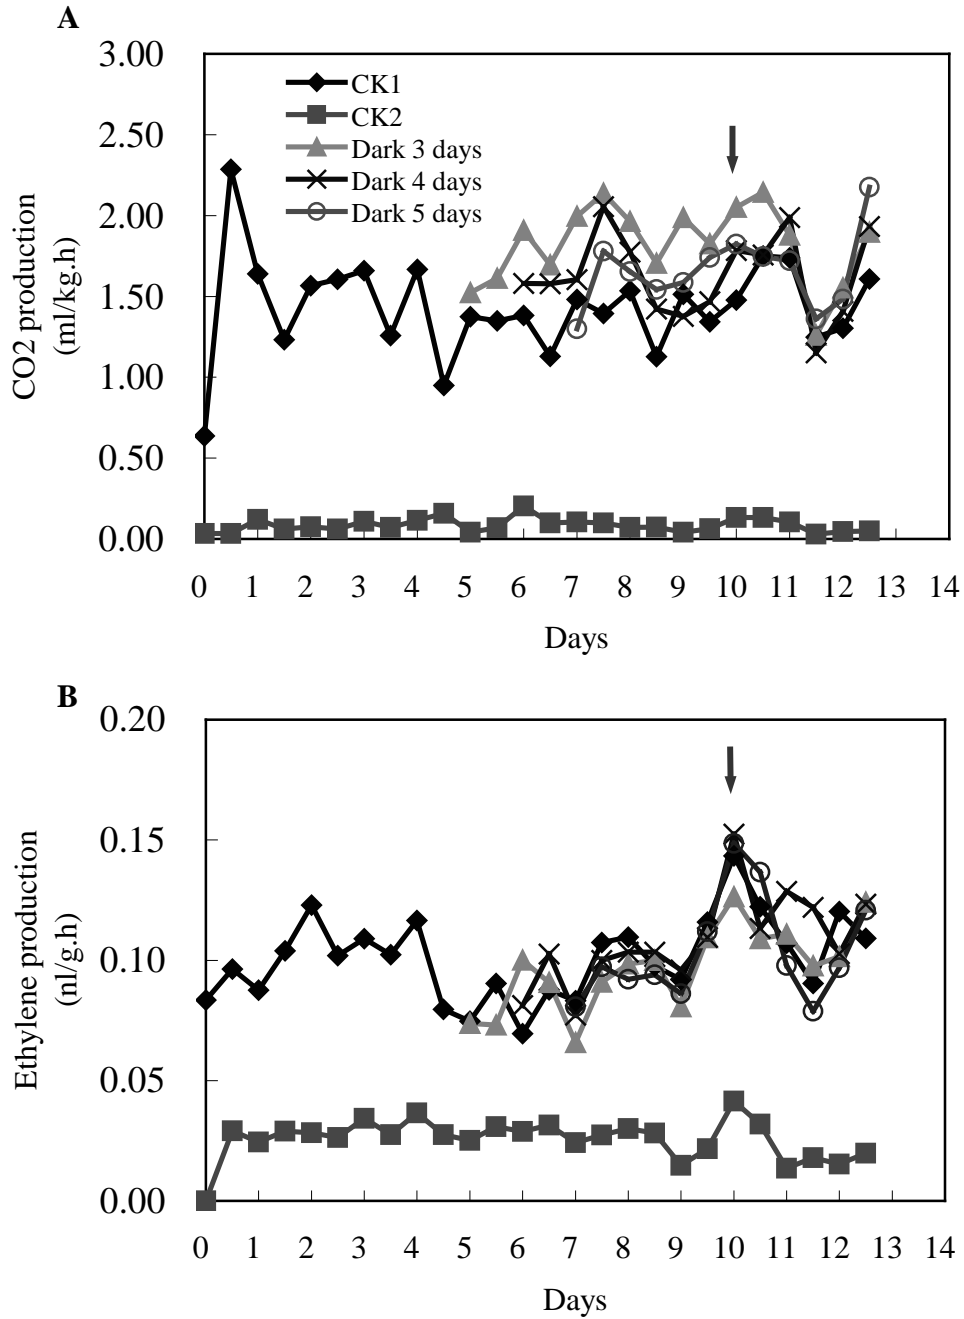 A
3.00
2.50
2.00
1.50
1.00
0.50
0.00
CO2 production
(ml/kg.h)
CK1
CK2
Dark 3 days
Dark 4 days
Dark 5 days
0 1 2 3 4 5 6 7 8 9 10 11 12 13 14
Days
B
0.20
0.15
0.10
0.05
0.00
Ethylene production
(nl/g.h)
0 1 2 3 4 5 6 7 8 9 10 11 12 13 14
Days